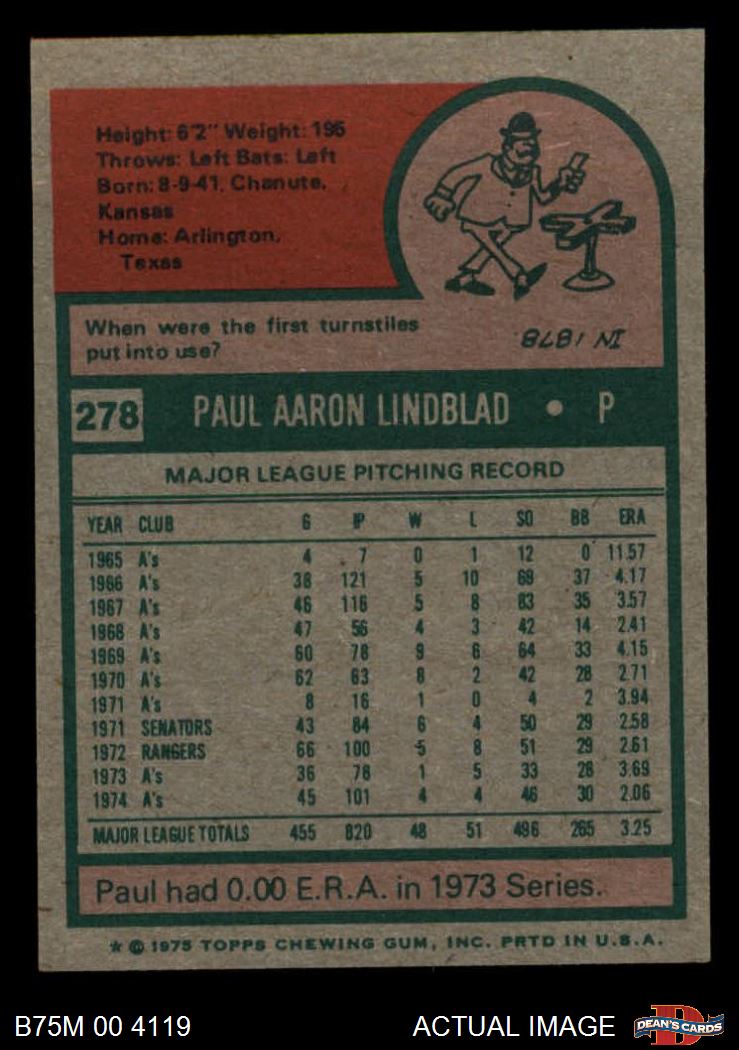 Height: 6'2" Weight: 195
Throws: Left Bats: Left
Born: 8-9-41, Chanute,
Kansas
Home: Arlington,
Texas
When were the first turnstiles
put into use?
IN 1878
278 PAUL AARON LINDBLAD • P
MAJOR LEAGUE PITCHING RECORD
YEAR CLUB G IP W L SO BB ERA
1965 A's 4 7 0 1 12 0 11.57
1966 A's 38 121 5 10 69 37 4.17
1967 A's 46 116 5 8 83 35 3.57
1968 A's 47 56 4 3 42 14 2.41
1969 A's 60 78 9 6 64 33 4.15
1970 A's 62 63 8 2 42 28 2.71
1971 A's 8 16 1 0 4 2 3.94
1971 SENATORS 43 84 6 4 50 29 2.58
1972 RANGERS 66 100 5 8 51 29 2.61
1973 A's 36 78 1 5 33 28 3.69
1974 A's 45 101 4 4 46 30 2.06
MAJOR LEAGUE TOTALS 455 820 48 51 496 265 3.25
Paul had 0.00 E.R.A. in 1973 Series.
★ © 1975 TOPPS CHEWING GUM, INC. PRTD IN U.S.A.
B75M 00 4119 ACTUAL IMAGE D DEAN'S CARDS